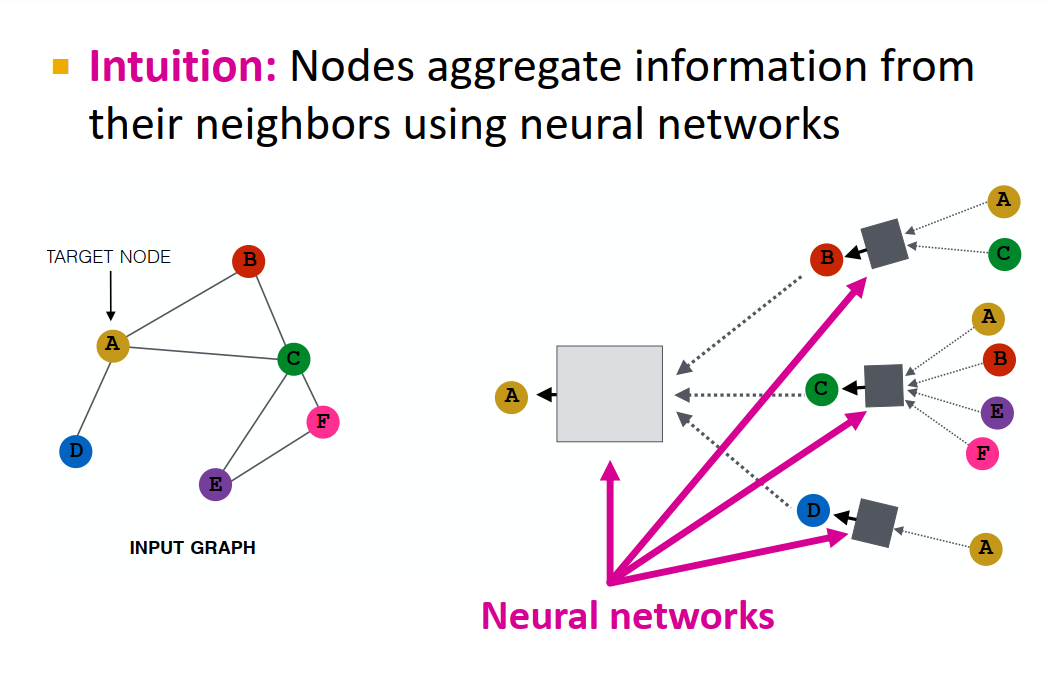 Intuition: Nodes aggregate information from
their neighbors using neural networks
TARGET NODE
B
A
C
F
D
E
INPUT GRAPH
A
B
C
D
A
C
A
B
E
F
A
Neural networks